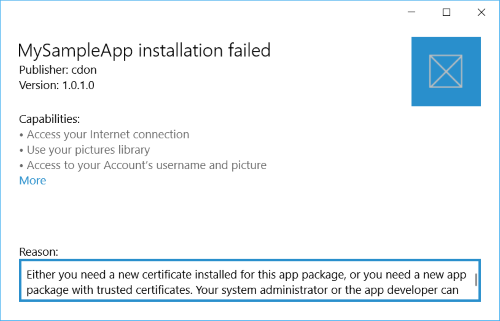 MySampleApp installation failed
Publisher: cdon
Version: 1.0.1.0
Capabilities:
• Access your Internet connection
• Use your pictures library
• Access to your Account's username and picture
More
Reason:
Either you need a new certificate installed for this app package, or you need a new app
package with trusted certificates. Your system administrator or the app developer can